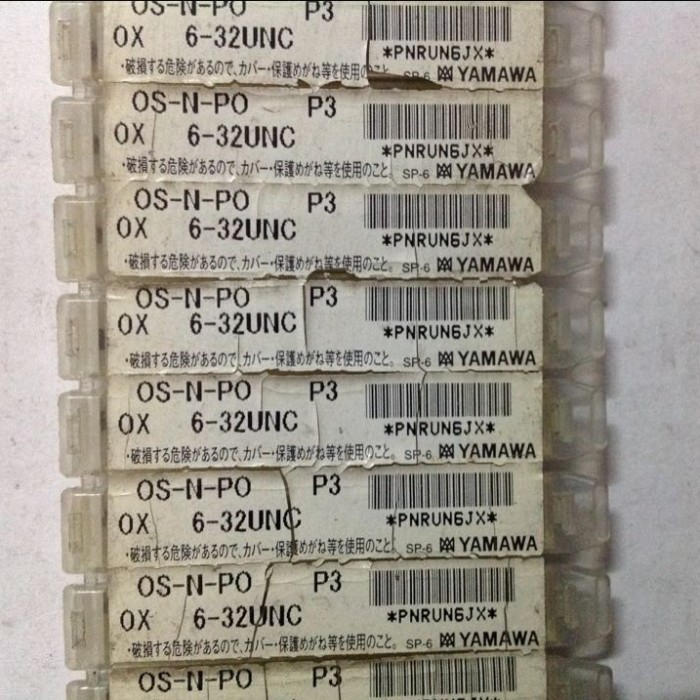 OS-N-PO P3
OX 6-32UNC
*PNRUN6JX*
・破損する危険があるので、カバー・保護めがね等を使用のこと。 SP-6 YAMAWA
OS-N-PO P3
OX 6-32UNC
*PNRUN6JX*
・破損する危険があるので、カバー・保護めがね等を使用のこと。 SP-6 YAMAWA
OS-N-PO P3
OX 6-32UNC
*PNRUN6JX*
・破損する危険があるので、カバー・保護めがね等を使用のこと。 SP-6 YAMAWA
OS-N-PO P3
OX 6-32UNC
*PNRUN6JX*
・破損する危険があるので、カバー・保護めがね等を使用のこと。 SP-6 YAMAWA
OS-N-PO P3
OX 6-32UNC
*PNRUN6JX*
・破損する危険があるので、カバー・保護めがね等を使用のこと。 SP-6 YAMAWA
OS-N-PO P3
OX 6-32UNC
*PNRUN6JX*
・破損する危険があるので、カバー・保護めがね等を使用のこと。 SP-6 YAMAWA
OS-N-PO P3
OX 6-32UNC
*PNRUN6JX*
・破損する危険があるので、カバー・保護めがね等を使用のこと。 SP-6 YAMAWA
OS-N-PO P3